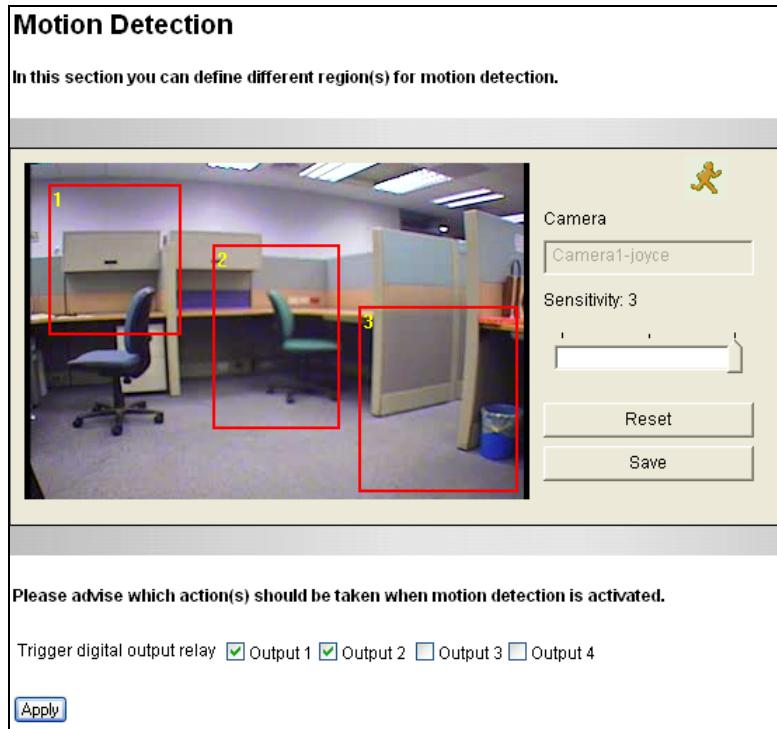 Motion Detection
In this section you can define different region(s) for motion detection.
1
2
3
Camera
Camera1-joyce
Sensitivity: 3
Reset
Save
Please advise which action(s) should be taken when motion detection is activated.
Trigger digital output relay Output 1 Output 2 Output 3 Output 4
Apply